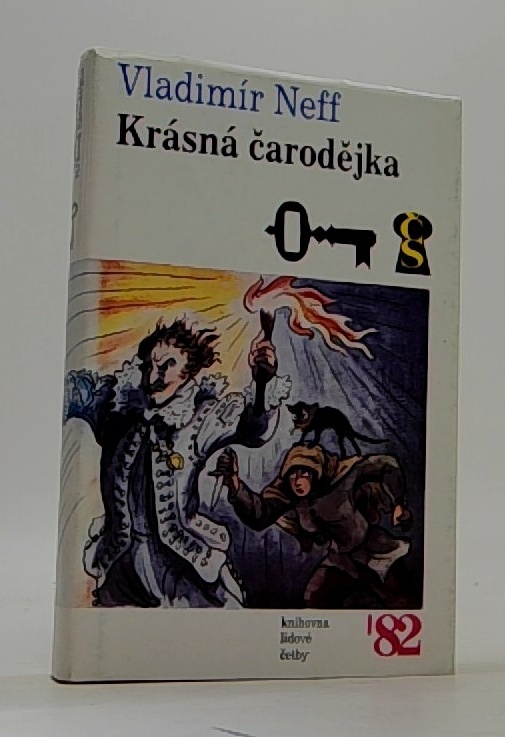 Vladimír Neff
Krásná čarodějka
ČS
knihovna
lidové
četby
'82